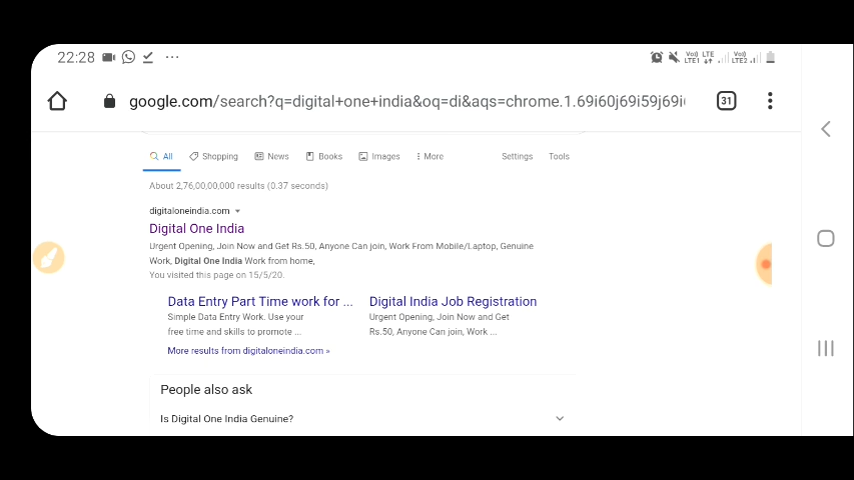 22:28 ...
Vo)) LTE1 LTE Vo)) LTE2
google.com/search?q=digital+one+india&oq=di&aqs=chrome.1.69i60j69i59j69i
31
All Shopping News Books Images More Settings Tools
About 2,76,00,00,000 results (0.37 seconds)
digitaloneindia.com
Digital One India
Urgent Opening, Join Now and Get Rs.50, Anyone Can join, Work From Mobile/Laptop, Genuine
Work, Digital One India Work from home,
You visited this page on 15/5/20.
Data Entry Part Time work for ... Digital India Job Registration
Simple Data Entry Work. Use your Urgent Opening, Join Now and Get
free time and skills to promote ... Rs.50, Anyone Can join, Work ...
More results from digitaloneindia.com »
People also ask
Is Digital One India Genuine?